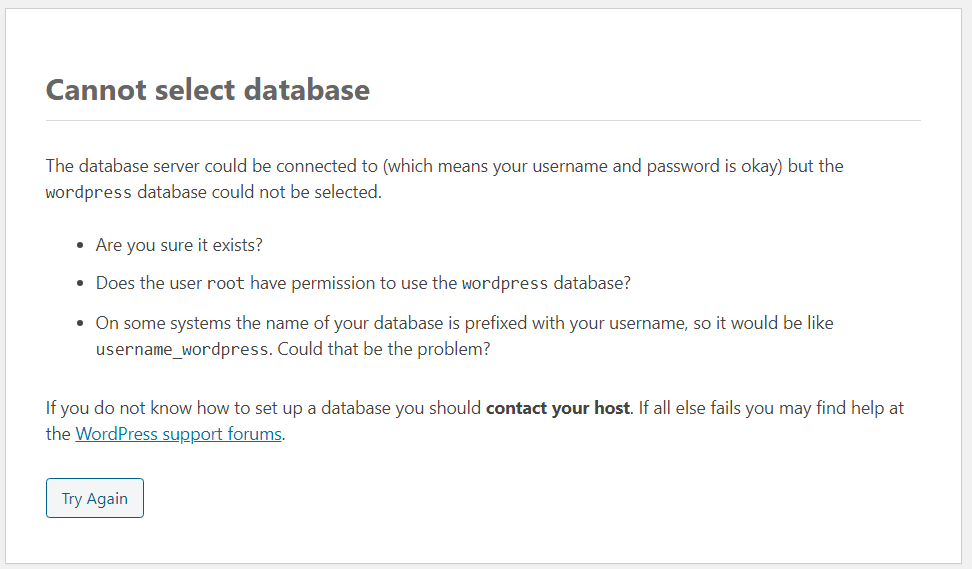 Cannot select database
The database server could be connected to (which means your username and password is okay) but the
wordpress database could not be selected.
Are you sure it exists?
Does the user root have permission to use the wordpress database?
On some systems the name of your database is prefixed with your username, so it would be like
username_wordpress. Could that be the problem?
If you do not know how to set up a database you should contact your host. If all else fails you may find help at
the WordPress support forums.
Try Again